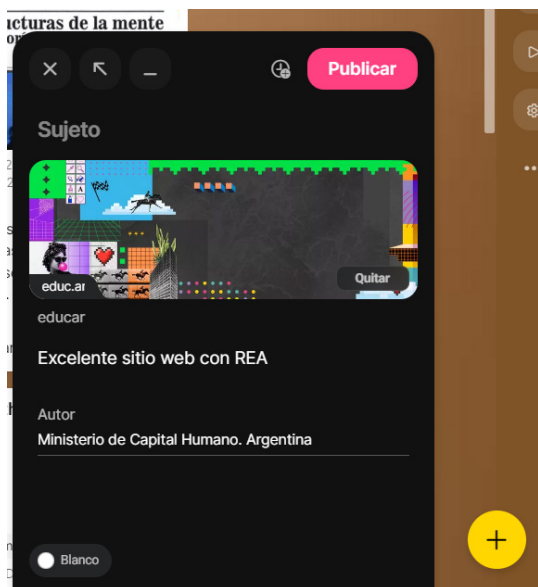 cturas de la mente
Publicar
Sujeto
educ.ar
Quitar
educar
Excelente sitio web con REA
Autor
Ministerio de Capital Humano. Argentina
Blanco